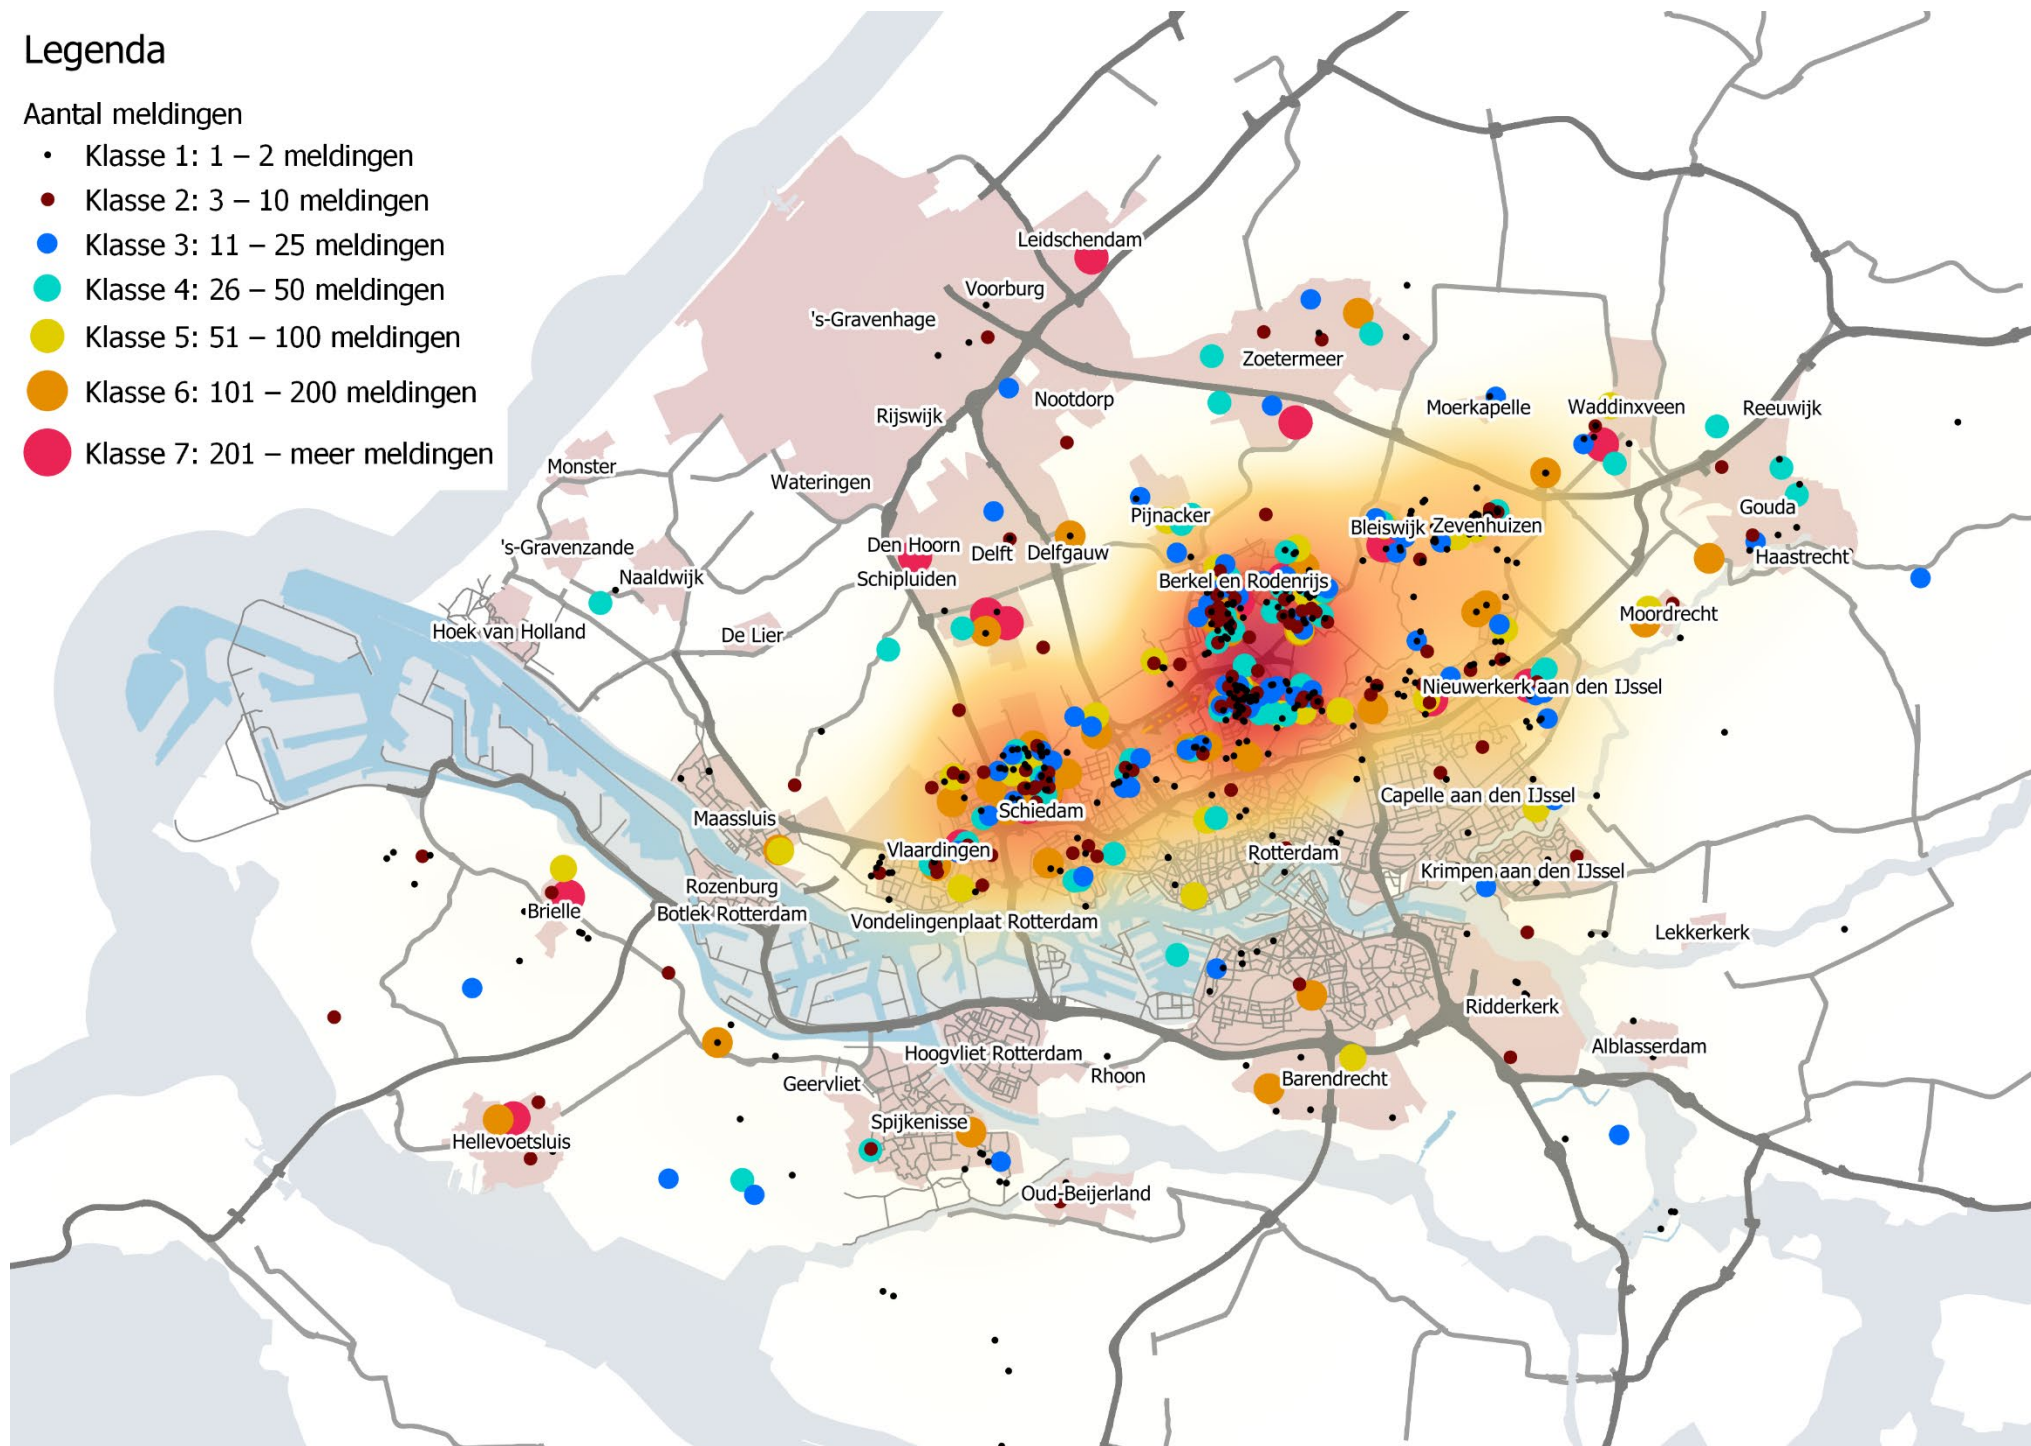 Legenda
Aantal meldingen
Klasse 1: 1 – 2 meldingen
Klasse 2: 3 – 10 meldingen
Klasse 3: 11 – 25 meldingen
Klasse 4: 26 – 50 meldingen
Klasse 5: 51 – 100 meldingen
Klasse 6: 101 – 200 meldingen
Klasse 7: 201 – meer meldingen
Leidschendam
Voorburg
's-Gravenhage
Zoetermeer
Nootdorp
Rijswijk
Moerkapelle
Waddinxveen
Reeuwijk
Monster
Wateringen
Pijnacker
Gouda
Bleiswijk
Zevenhuizen
's-Gravenzande
Den Hoorn
Delft
Delfgauw
Haastrecht
Naaldwijk
Schipluiden
Berkel en Rodenrijs
Moordrecht
Hoek van Holland
De Lier
Nieuwerkerk aan den IJssel
Capelle aan den IJssel
Maassluis
Schiedam
Vlaardingen
Rotterdam
Krimpen aan den IJssel
Rozenburg
Brielle
Botlek Rotterdam
Vondelingenplaat Rotterdam
Lekkerkerk
Ridderkerk
Alblasserdam
Hoogvliet Rotterdam
Geervliet
Rhoon
Barendrecht
Spijkenisse
Hellevoetsluis
Oud-Beijerland